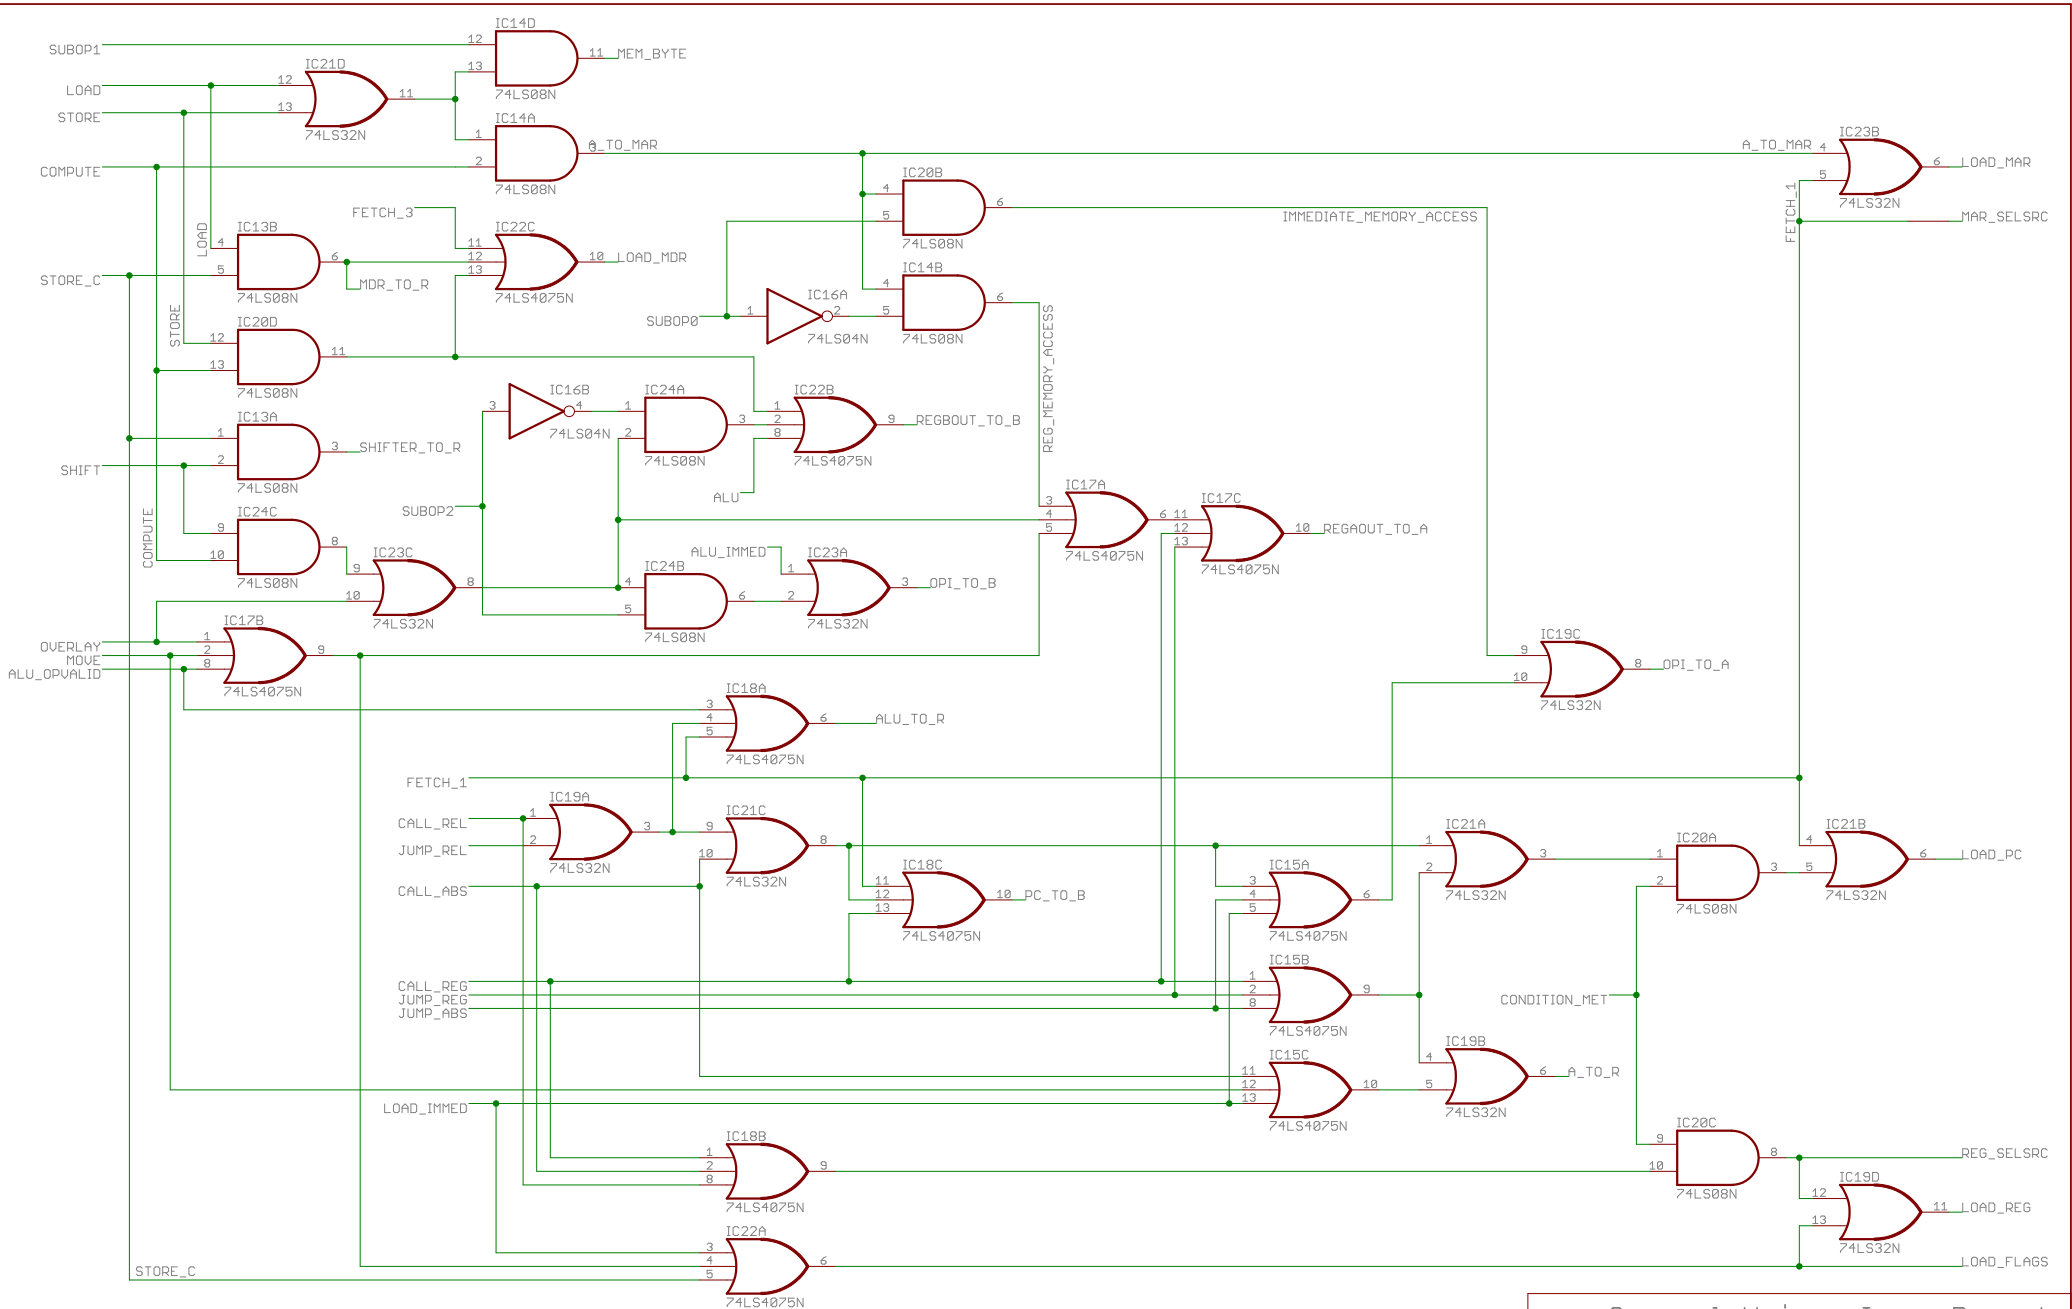 IC14D
SUBOP1
12
11
MEM_BYTE
13
74LS08N
IC21D
LOAD
12
11
STORE
13
74LS32N
IC14A
1
3
A_TO_MAR
COMPUTE
2
74LS08N
A_TO_MAR
IC23B
4
6
LOAD_MAR
5
74LS32N
FETCH_1
MAR_SELSRC
IC20B
4
6
5
74LS08N
IMMEDIATE_MEMORY_ACCESS
FETCH_3
IC22C
11
12
13
10
LOAD_MDR
74LS4075N
LOAD
IC13B
4
6
STORE_C
5
74LS08N
MDR_TO_R
IC14B
4
6
5
74LS08N
SUBOP0
1
IC16A
2
74LS04N
REG_MEMORY_ACCESS
STORE
IC20D
12
11
13
74LS08N
IC16B
3
4
74LS04N
IC24A
1
3
2
74LS08N
IC22B
1
2
8
9
REGBOUT_TO_B
74LS4075N
ALU
IC13A
1
3
SHIFTER_TO_R
SHIFT
2
74LS08N
SUBOP2
IC17A
3
4
5
6
74LS4075N
IC17C
11
12
13
10
REGAOUT_TO_A
74LS4075N
COMPUTE
IC24C
9
8
10
74LS08N
IC23C
9
8
10
74LS32N
ALU_IMMED
IC23A
1
3
OPI_TO_B
2
74LS32N
IC24B
4
6
5
74LS08N
IC17B
OVERLAY
1
MOVE
2
9
ALU_OPVALID
8
74LS4075N
IC19C
9
8
OPI_TO_A
10
74LS32N
IC18A
3
4
5
6
ALU_TO_R
74LS4075N
FETCH_1
IC19A
CALL_REL
1
3
JUMP_REL
2
74LS32N
IC21C
9
8
10
74LS32N
CALL_ABS
IC18C
11
12
13
10
PC_TO_B
74LS4075N
IC15A
3
4
5
6
74LS4075N
IC21A
1
3
2
74LS32N
IC20A
1
3
2
74LS08N
IC21B
4
6
LOAD_PC
5
74LS32N
CALL_REG
JUMP_REG
JUMP_ABS
IC15B
1
2
8
9
74LS4075N
CONDITION_MET
IC15C
11
12
13
10
74LS4075N
IC19B
4
6
A_TO_R
5
74LS32N
LOAD_IMMED
IC18B
1
2
8
9
74LS4075N
IC20C
9
8
10
74LS08N
REG_SELSRC
IC19D
12
11
LOAD_REG
13
74LS32N
IC22A
3
4
5
6
74LS4075N
STORE_C
LOAD_FLAGS